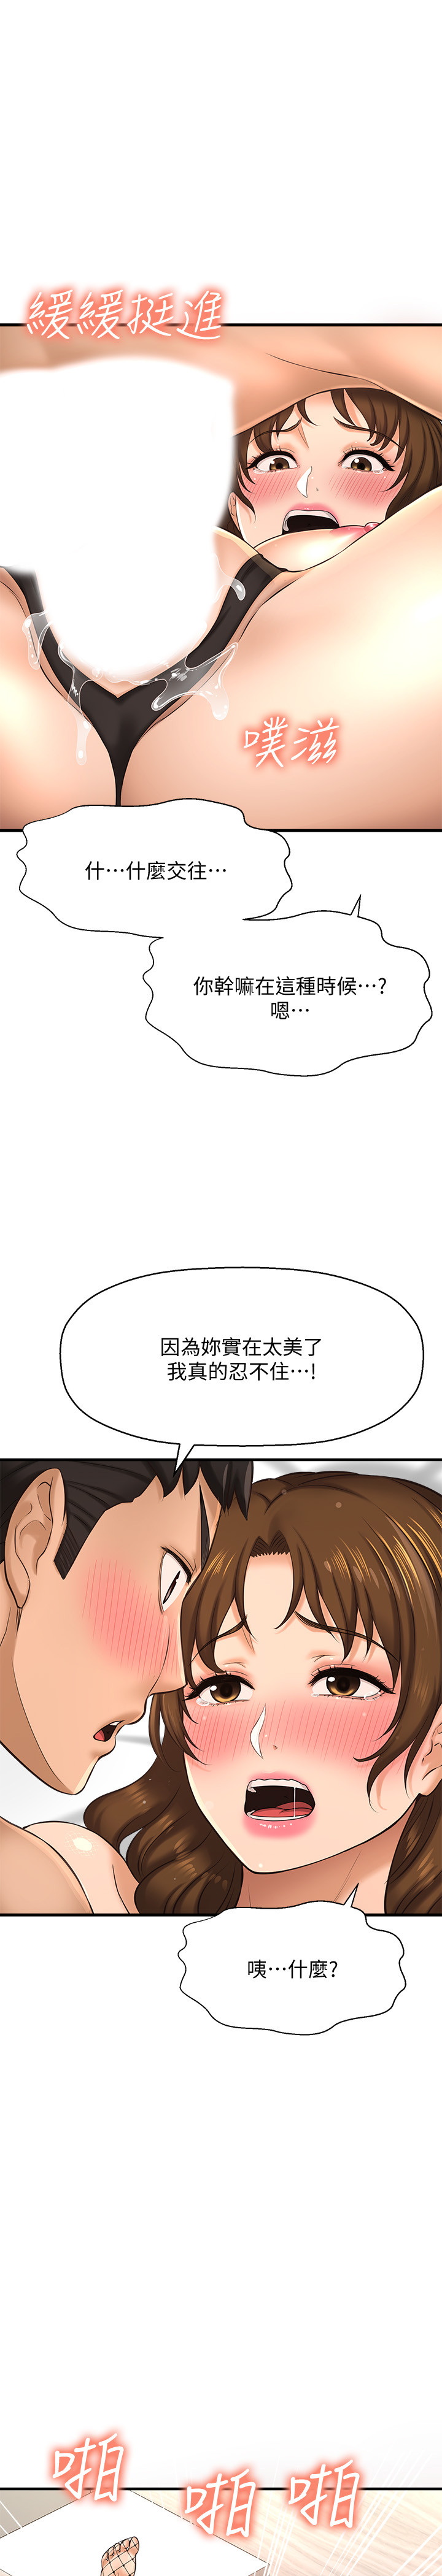 緩緩挺進
噗滋
什⋯什麼交往⋯
你幹嘛在這種時候⋯?
嗯⋯
因為妳實在太美了
我真的忍不住⋯!
咦⋯什麼?
啪
啪啪